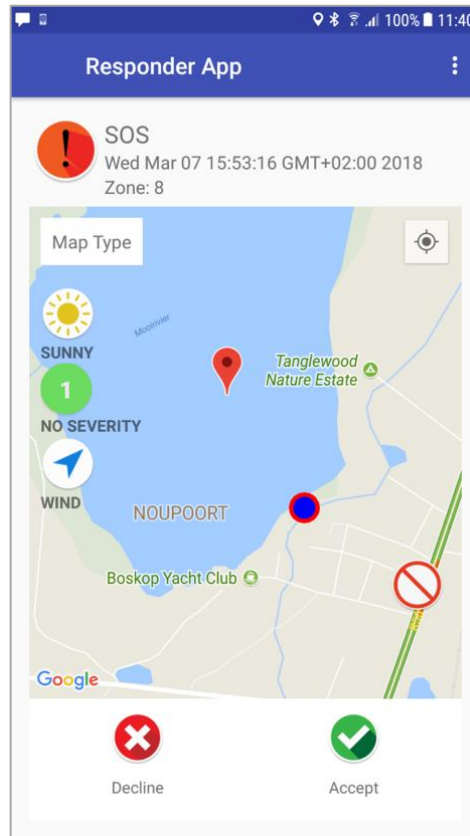 100% 11:40
Responder App
SOS
Wed Mar 07 15:53:16 GMT+02:00 2018
Zone: 8
Map Type
Mooirivier
SUNNY
Tanglewood
Nature Estate
1
NO SEVERITY
WIND
NOUPOORT
Boskop Yacht Club
Google
Decline
Accept